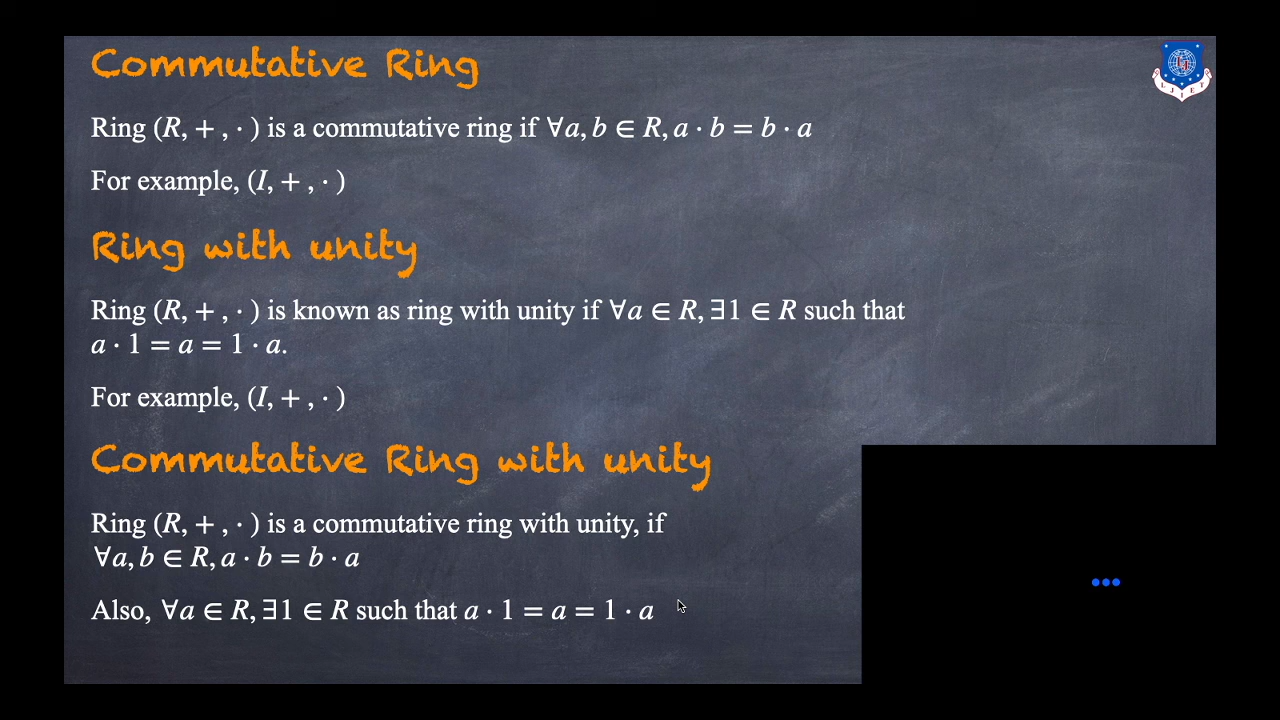 Commutative Ring
Ring (R, + , · ) is a commutative ring if ∀a, b ∈ R, a · b = b · a
For example, (I, + , · )
Ring with unity
Ring (R, + , · ) is known as ring with unity if ∀a ∈ R, ∃1 ∈ R such that
a · 1 = a = 1 · a.
For example, (I, + , · )
Commutative Ring with unity
Ring (R, + , · ) is a commutative ring with unity, if
∀a, b ∈ R, a · b = b · a
Also, ∀a ∈ R, ∃1 ∈ R such that a · 1 = a = 1 · a